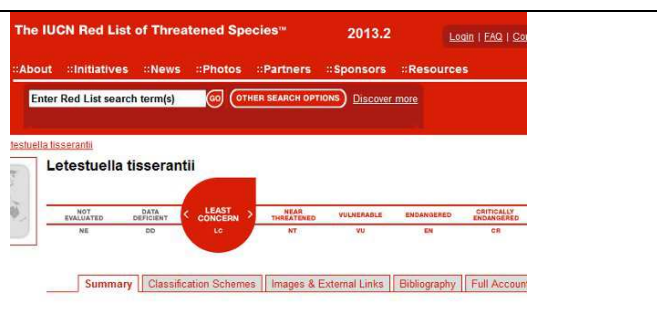 The IUCN Red List of Threatened Species™ 2013.2 Login | FAQ |
::About ::Initiatives ::News ::Photos ::Partners ::Sponsors ::Resources
Enter Red List search term(s) GO OTHER SEARCH OPTIONS Discover more
testuella tisserantii
Letestuella tisserantii
NOT EVALUATED DATA DEFICIENT < LEAST CONCERN > NEAR THREATENED VULNERABLE ENDANGERED CRITICALLY ENDANGERED
NE DD LC NT VU EN CR
Summary Classification Schemes Images & External Links Bibliography Full Accoun